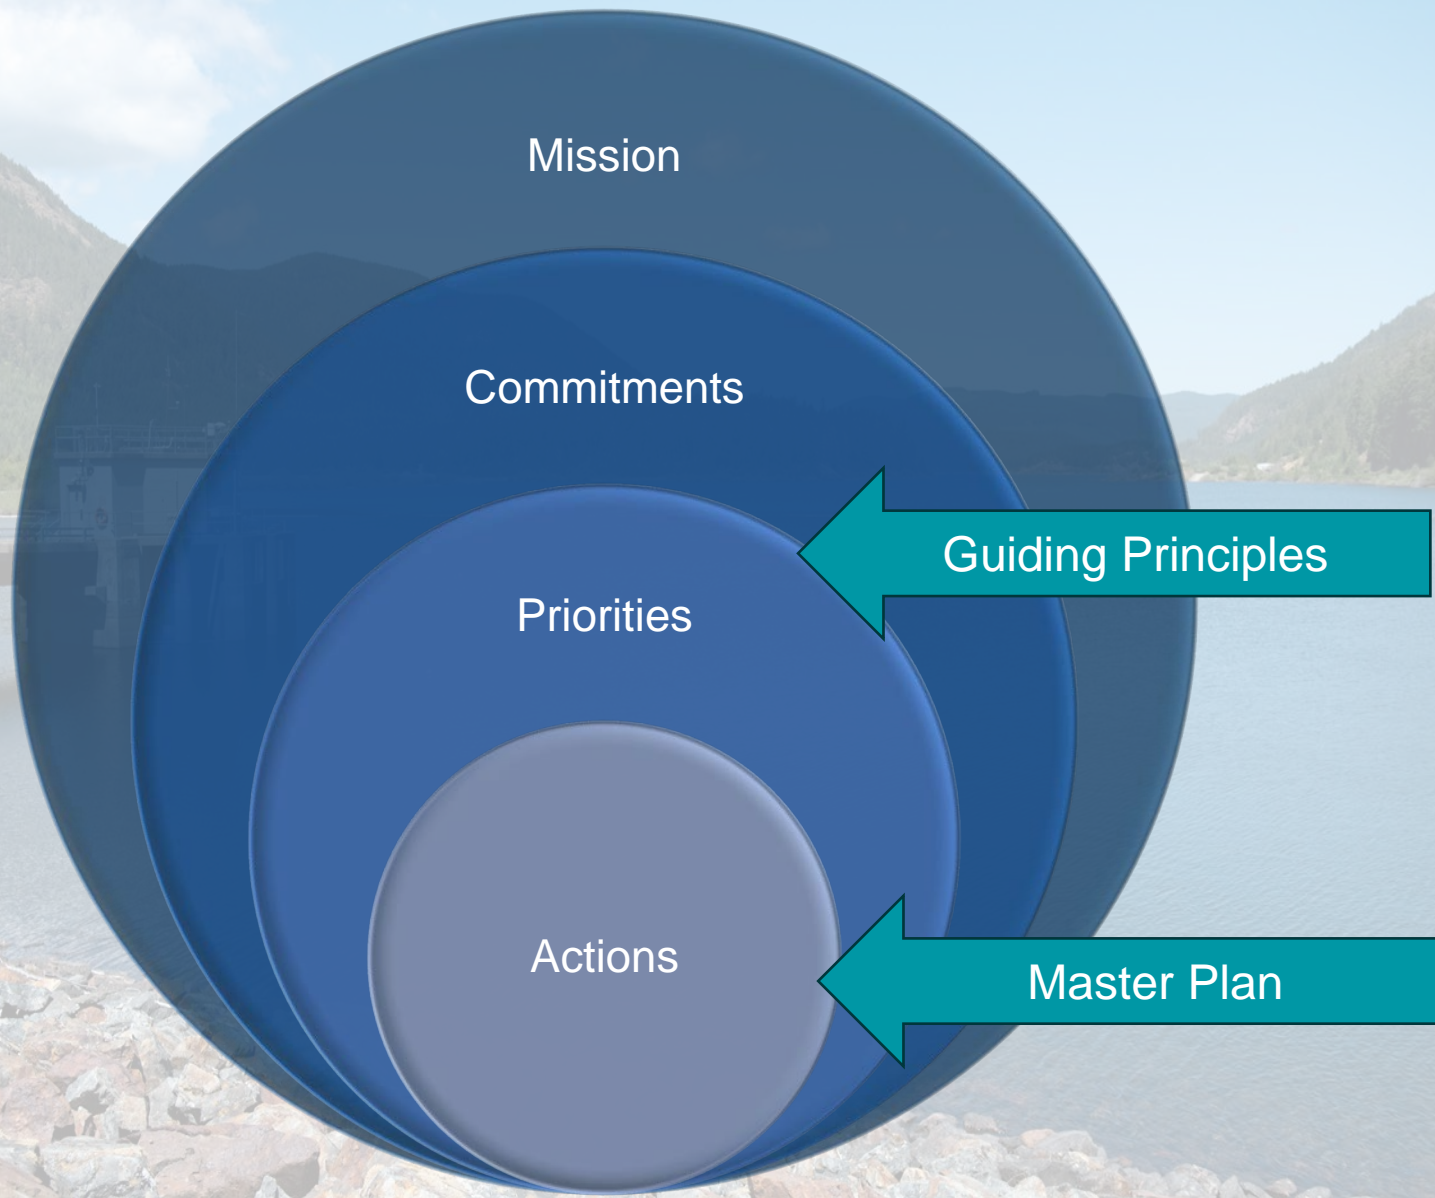 Mission
Commitments
Guiding Principles
Priorities
Actions
Master Plan